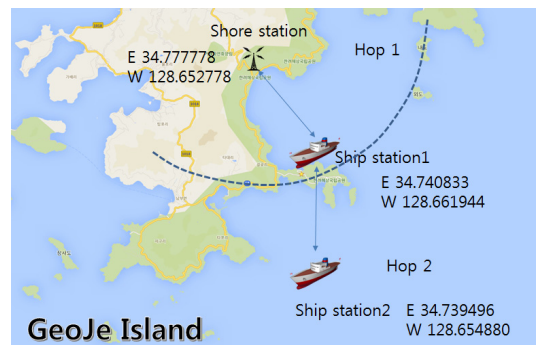 Shore station
Hop 1
E 34.777778
W 128.652778
Ship station1
E 34.740833
W 128.661944
Hop 2
Ship station2
E 34.739496
W 128.654880
GeoJe Island